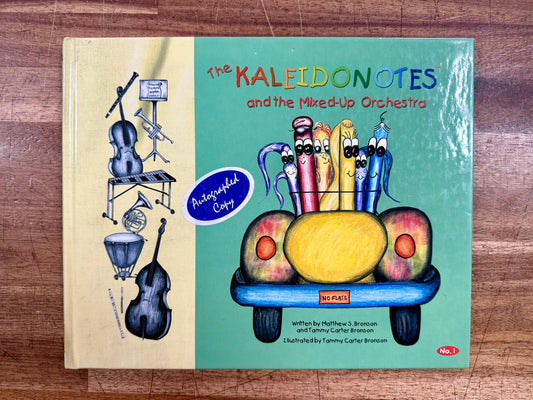 The KALEIDONOTES
and the Mixed-Up Orchestra
Autographed
Copy
NO FLATS
Written by Matthew S. Bronson
and Tammy Carter Bronson
Illustrated by Tammy Carter Bronson
No. 1